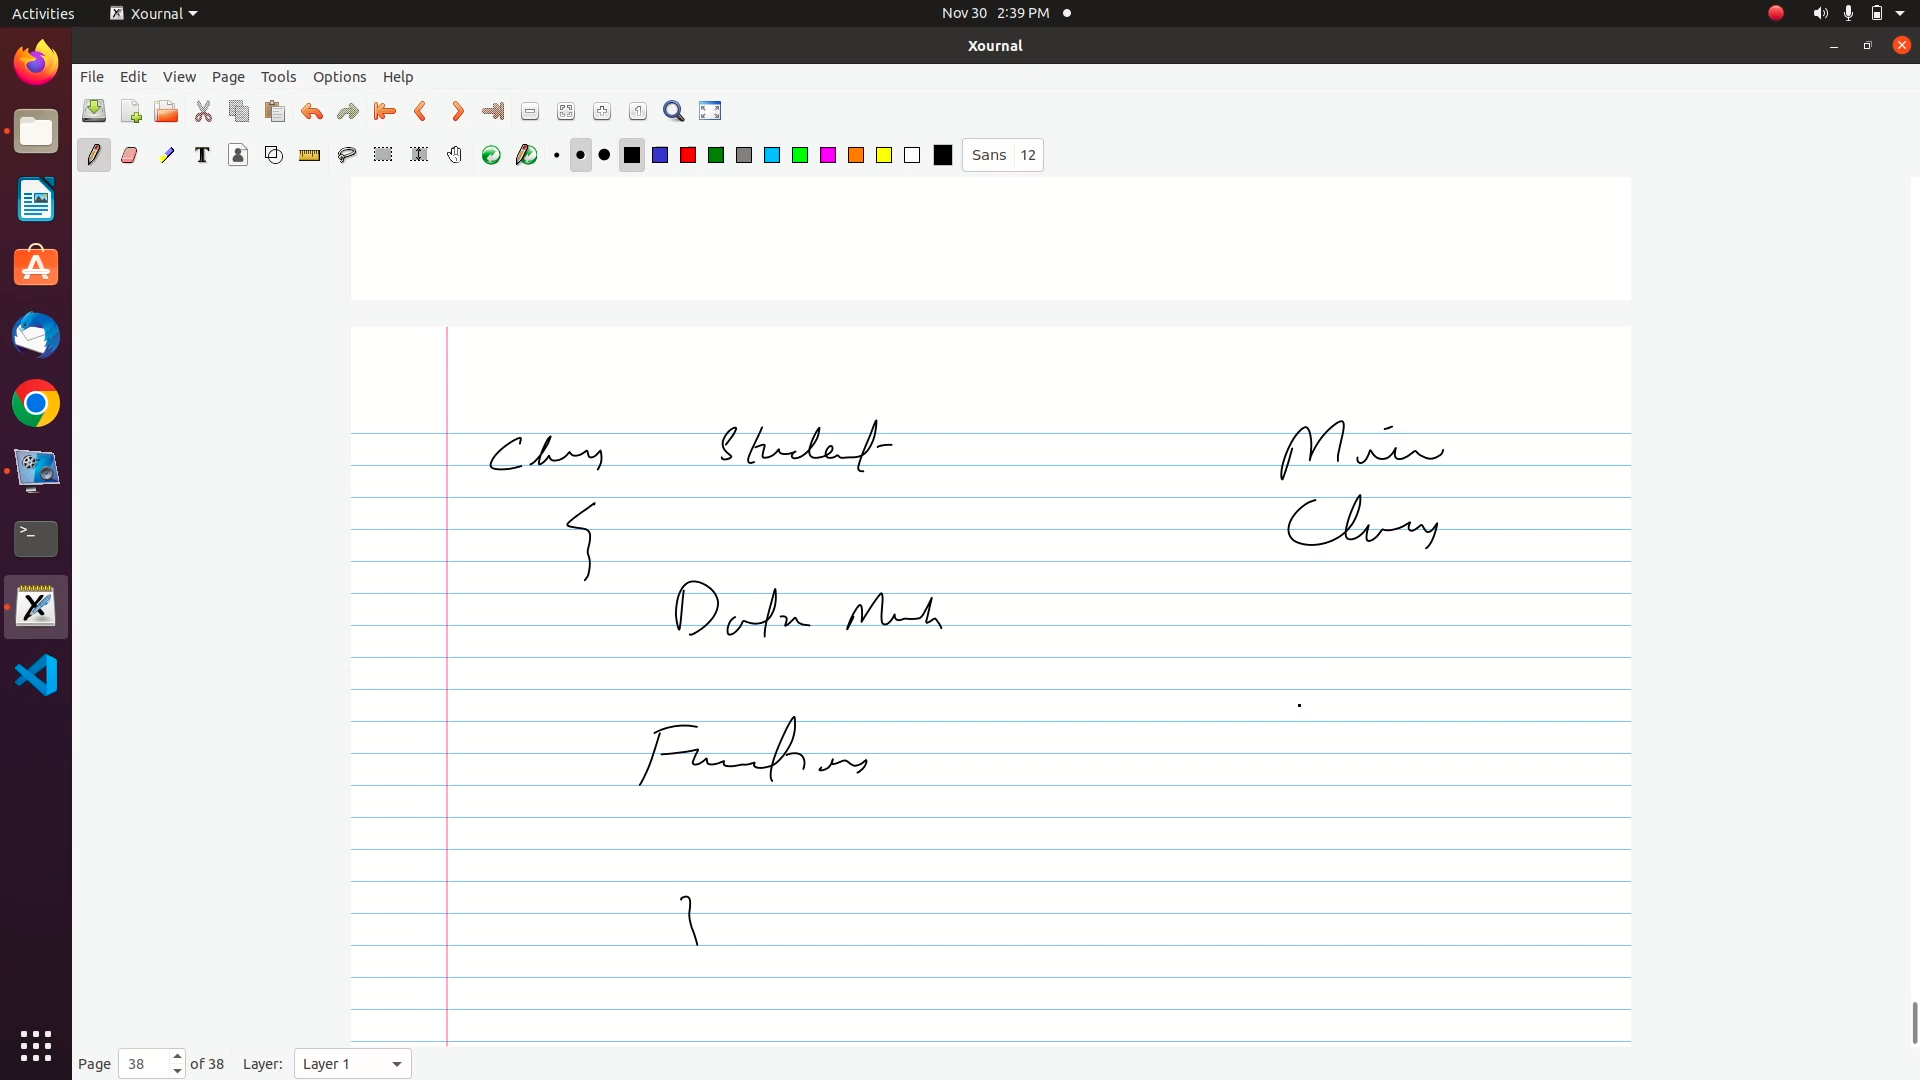 Activities Xournal Nov 30 2:39 PM
Xournal
File Edit View Page Tools Options Help
Sans 12
Class Student Main
{ Class
Data
Functions
Page 38 of 38 Layer: Layer 1